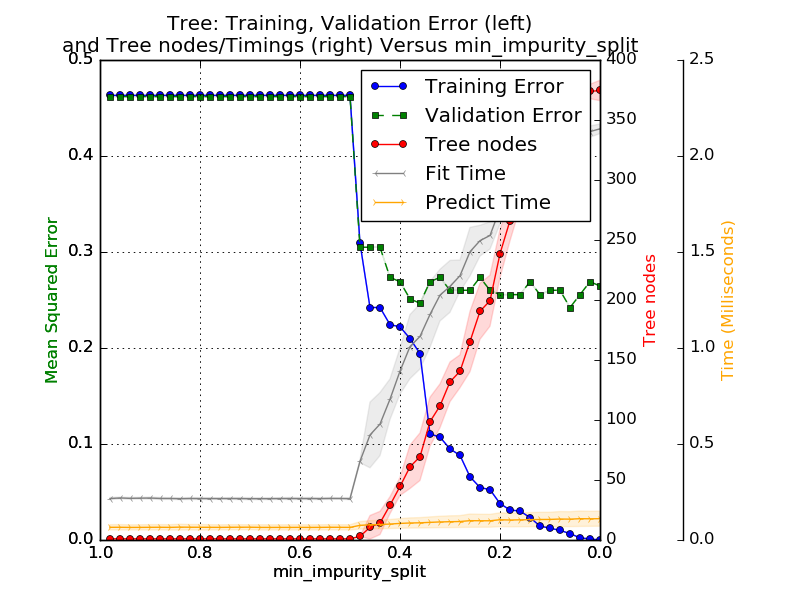 Tree: Training, Validation Error (left)
and Tree nodes/Timings (right) Versus min_impurity_split
Training Error
Validation Error
Tree nodes
Fit Time
Predict Time
Mean Squared Error
0.5
0.4
0.3
0.2
0.1
0.0
1.0 0.8 0.6 0.4 0.2 0.0
min_impurity_split
400
350
300
250
200
150
100
50
0
Tree nodes
2.5
2.0
1.5
1.0
0.5
0.0
Time (Milliseconds)